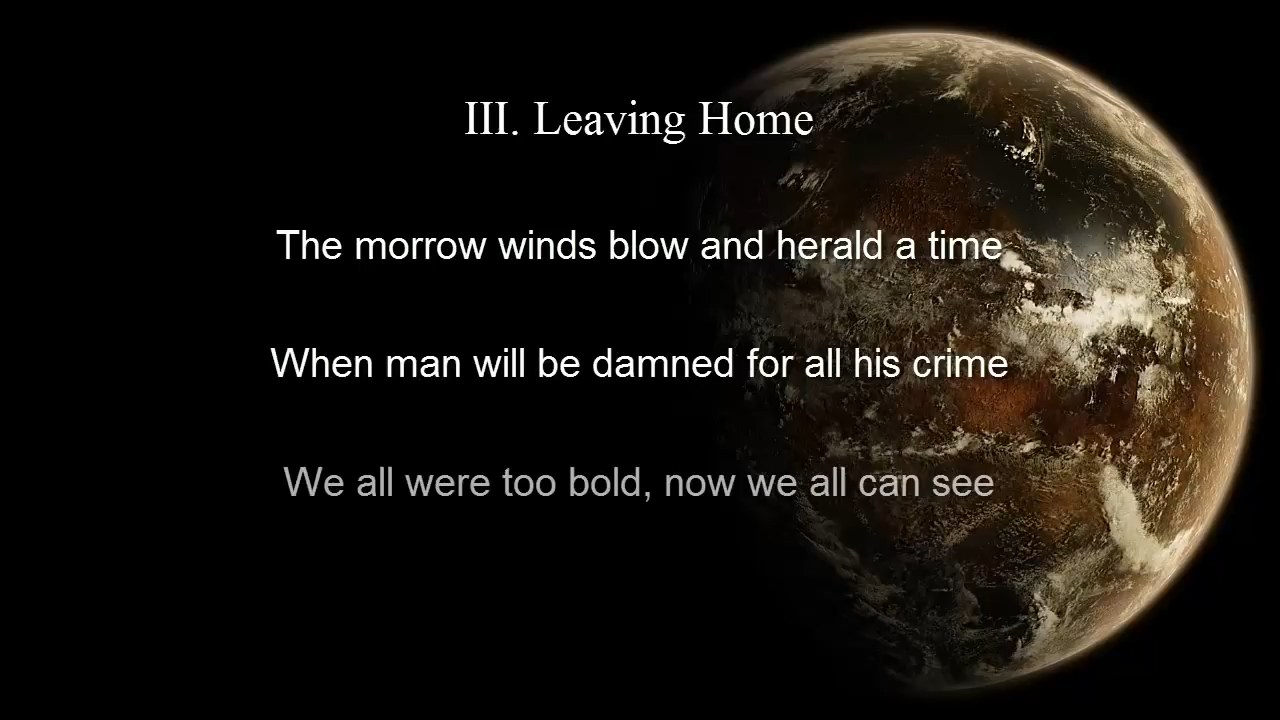 III. Leaving Home
The morrow winds blow and herald a time
When man will be damned for all his crime
We all were too bold, now we all can see